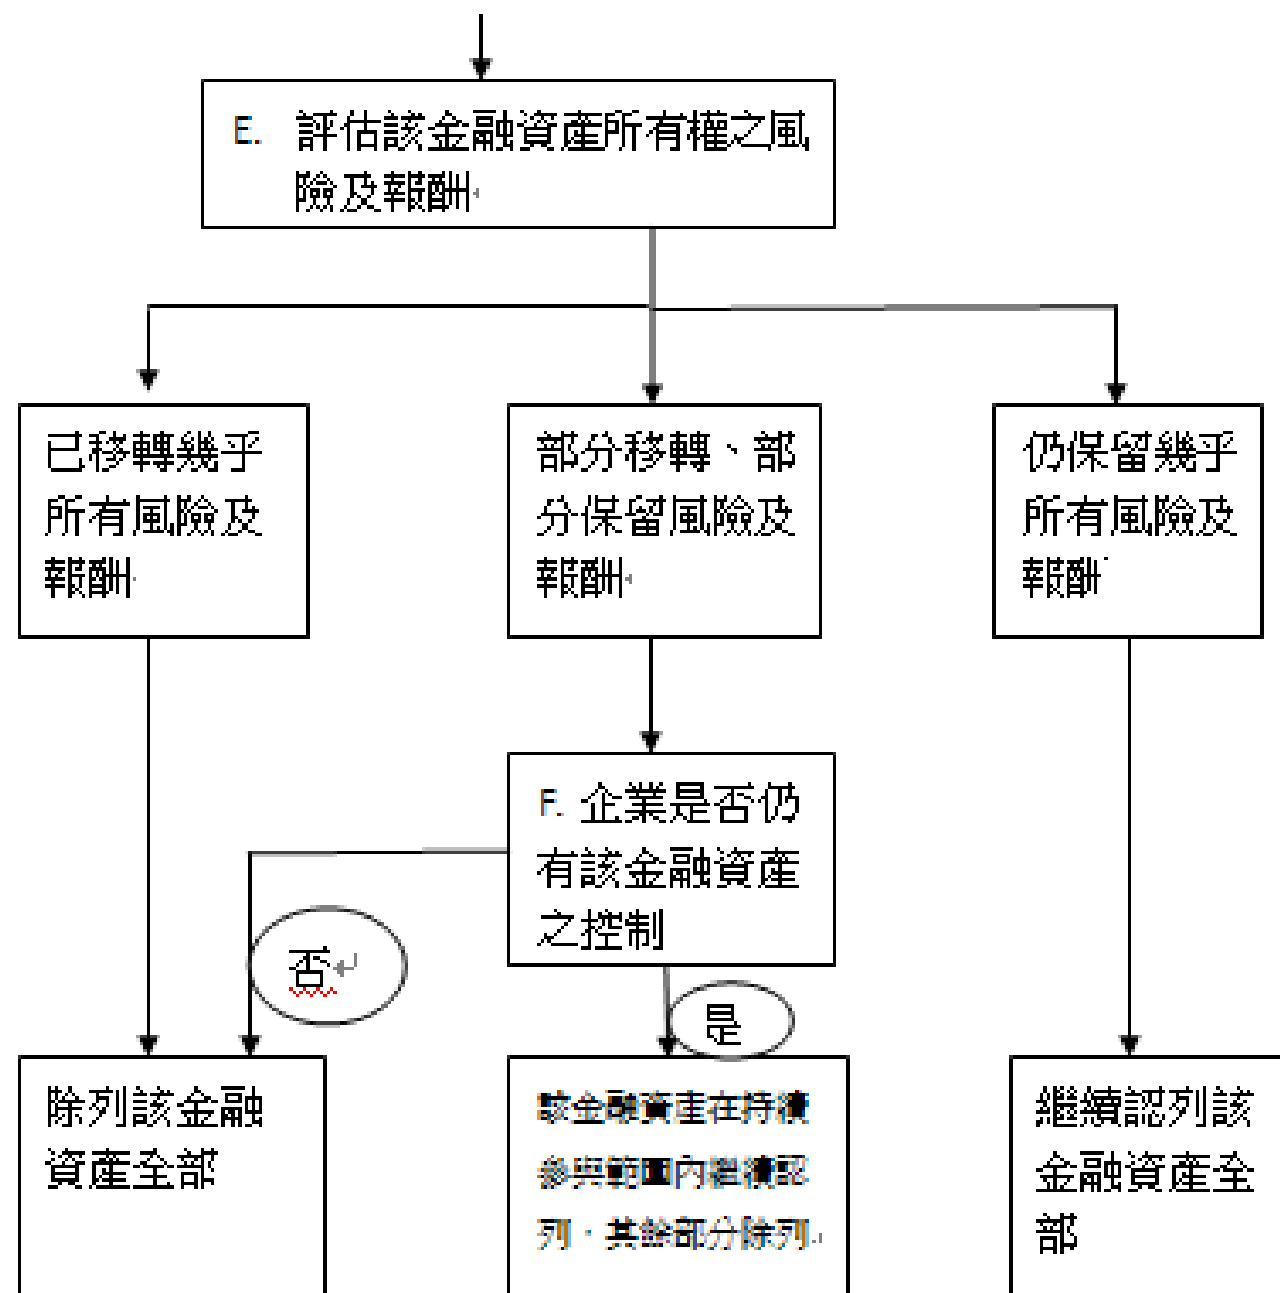 E. 評估該金融資產所有權之風
險及報酬
已移轉幾乎
所有風險及
報酬
部分移轉、部
分保留風險及
報酬
仍保留幾乎
所有風險及
報酬
F. 企業是否仍
有該金融資產
之控制
否
是
除列該金融
資產全部
該金融資產在持續
參與範圍內繼續認
列，其餘部分除列
繼續認列該
金融資產全
部